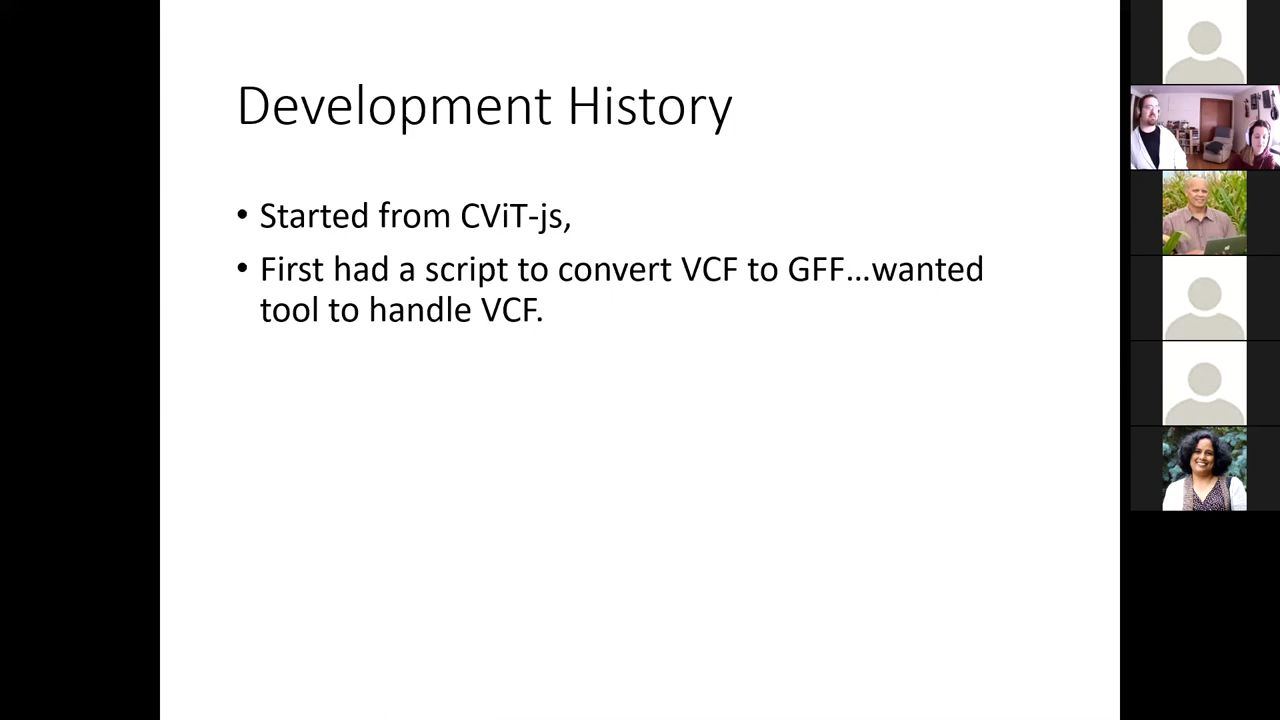 Development History
• Started from CViT-js,
• First had a script to convert VCF to GFF…wanted
tool to handle VCF.